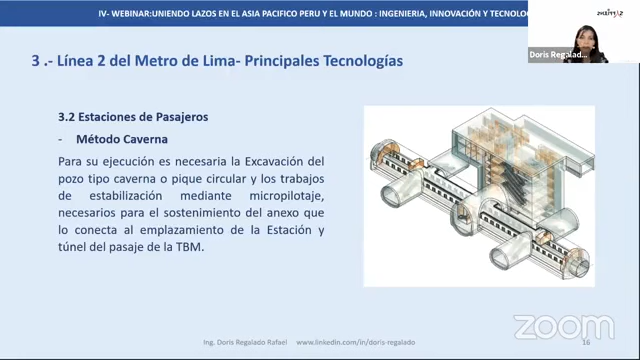 IV- WEBINAR:UNIENDO LAZOS EN EL ASIA PACIFICO PERU Y EL MUNDO : INGENIERIA, INNOVACIÓN Y TECNOLOG
Doris Regalad...
3 .- Línea 2 del Metro de Lima- Principales Tecnologías
3.2 Estaciones de Pasajeros
- Método Caverna
Para su ejecución es necesaria la Excavación del
pozo tipo caverna o pique circular y los trabajos
de estabilización mediante micropilotaje,
necesarios para el sostenimiento del anexo que
lo conecta al emplazamiento de la Estación y
túnel del pasaje de la TBM.
Ing. Doris Regalado Rafael www.linkedin.com/in/doris-regalado
16
zoom